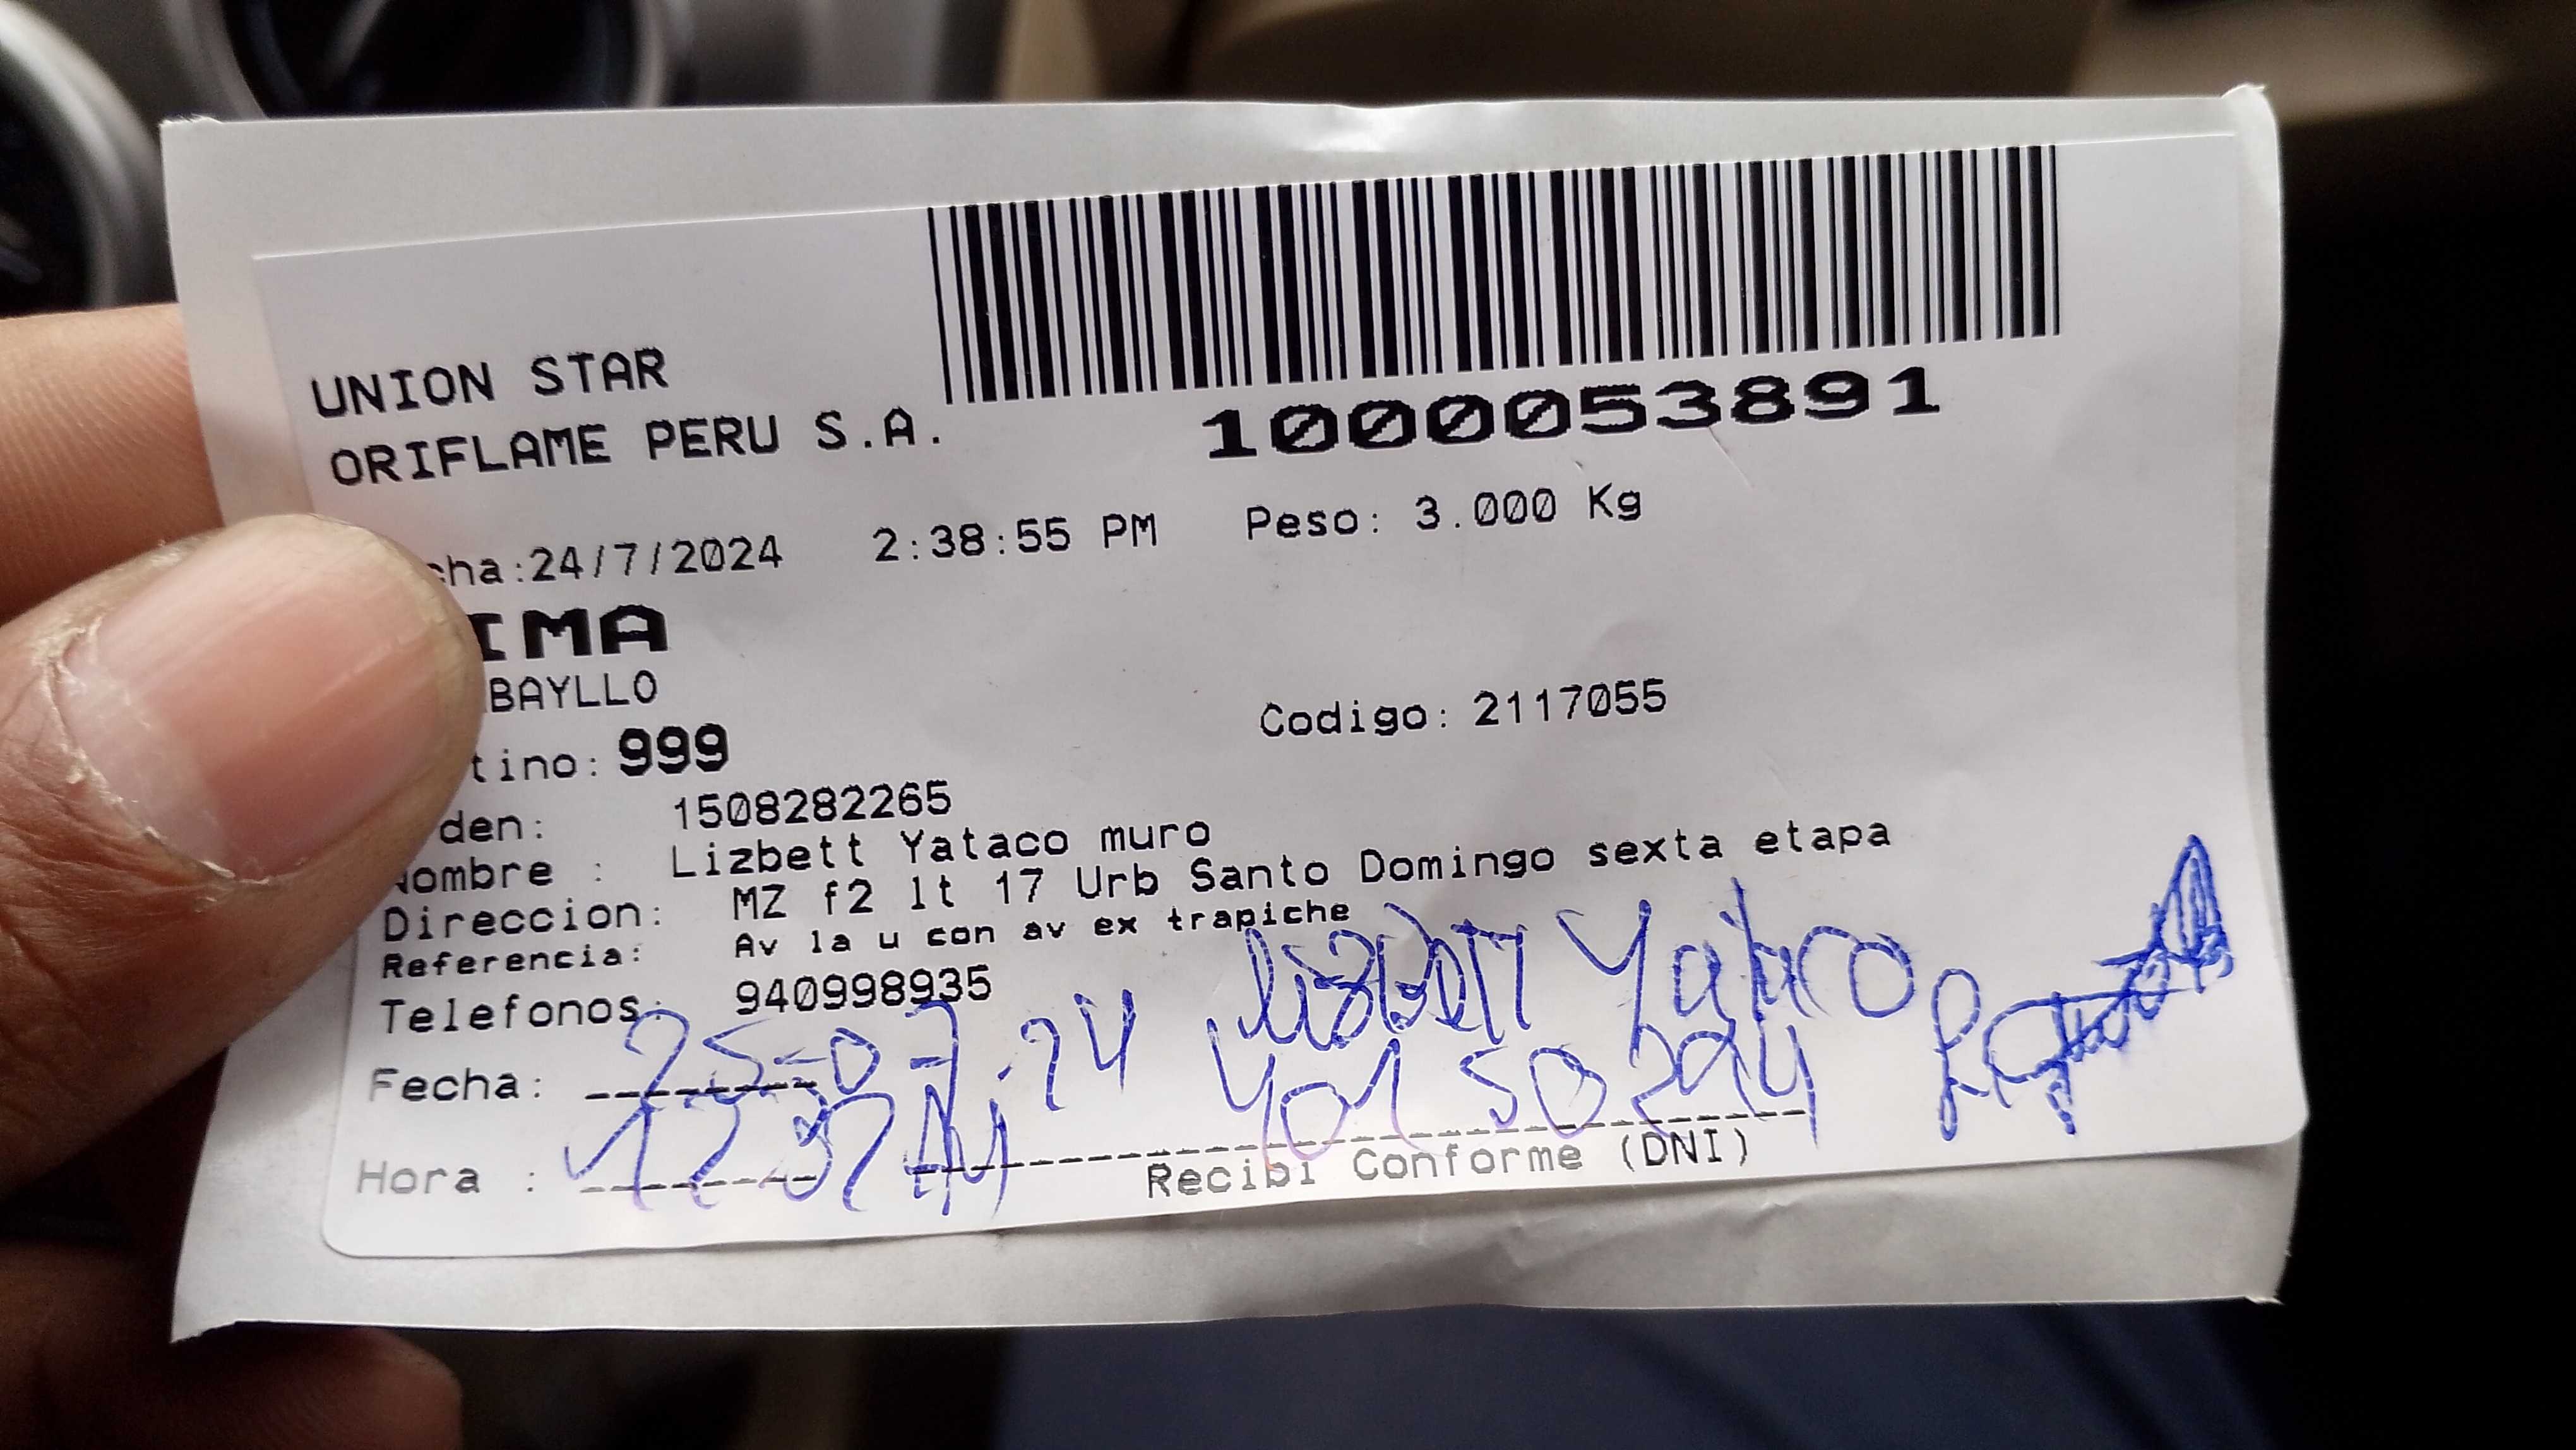 UNION STAR
ORIFLAME PERU S.A.
1000053891
cha:24/7/2024 2:38:55 PM Peso: 3.000 Kg
IMA
BAYLLO
Codigo: 2117055
tino: 999
den: 1508282265
Nombre : Lizbett Yataco muro
Direccion: MZ f2 lt 17 Urb Santo Domingo sexta etapa
Referencia: Av la u con av ex trapiche
Telefonos: 940998935
Lizbett Yataco
Fecha: 25-07-24
Hora :
Recibi Conforme (DNI)